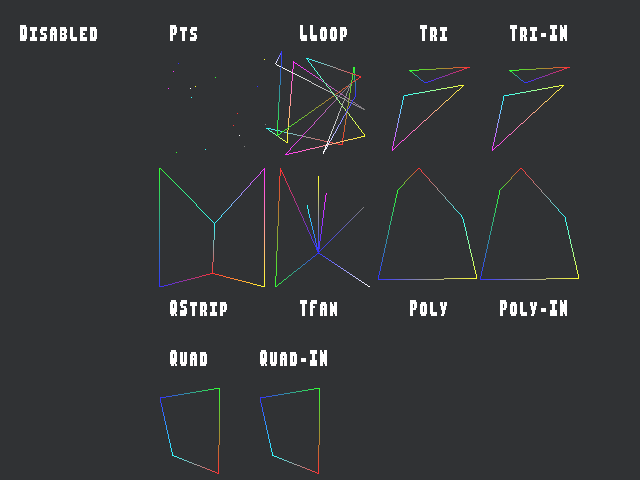 Disabled Pts LLoop Tri Tri-IN
QStrip TFan Poly Poly-IN
Quad Quad-IN